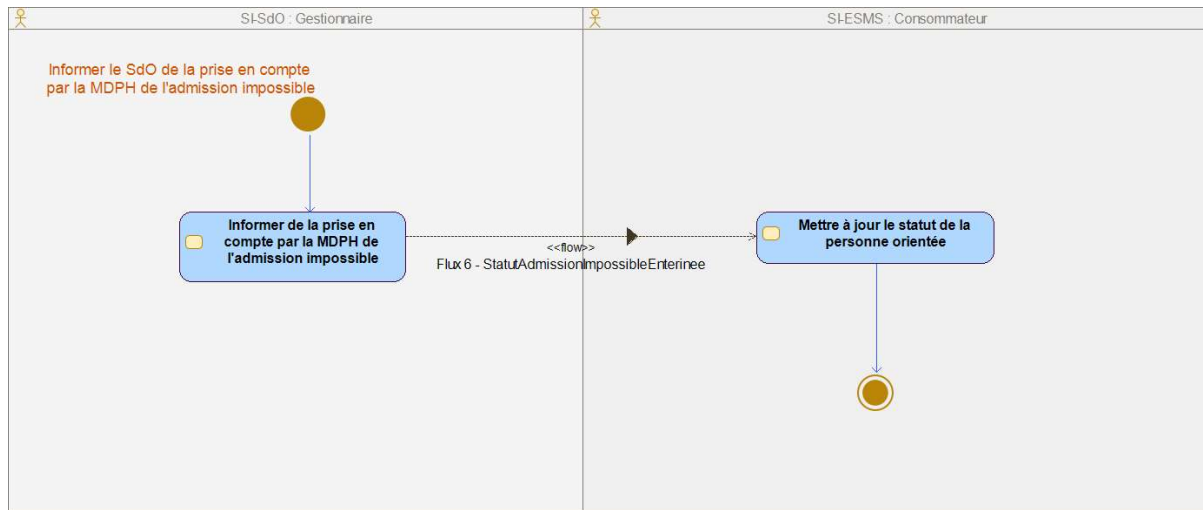 SI-SdO : Gestionnaire
SI-ESMS : Consommateur
Informer le SdO de la prise en compte
par la MDPH de l'admission impossible
Informer de la prise en
compte par la MDPH de
l'admission impossible
<<flow>>
Flux 6 - StatutAdmissionImpossibleEnterinee
Mettre à jour le statut de la
personne orientée